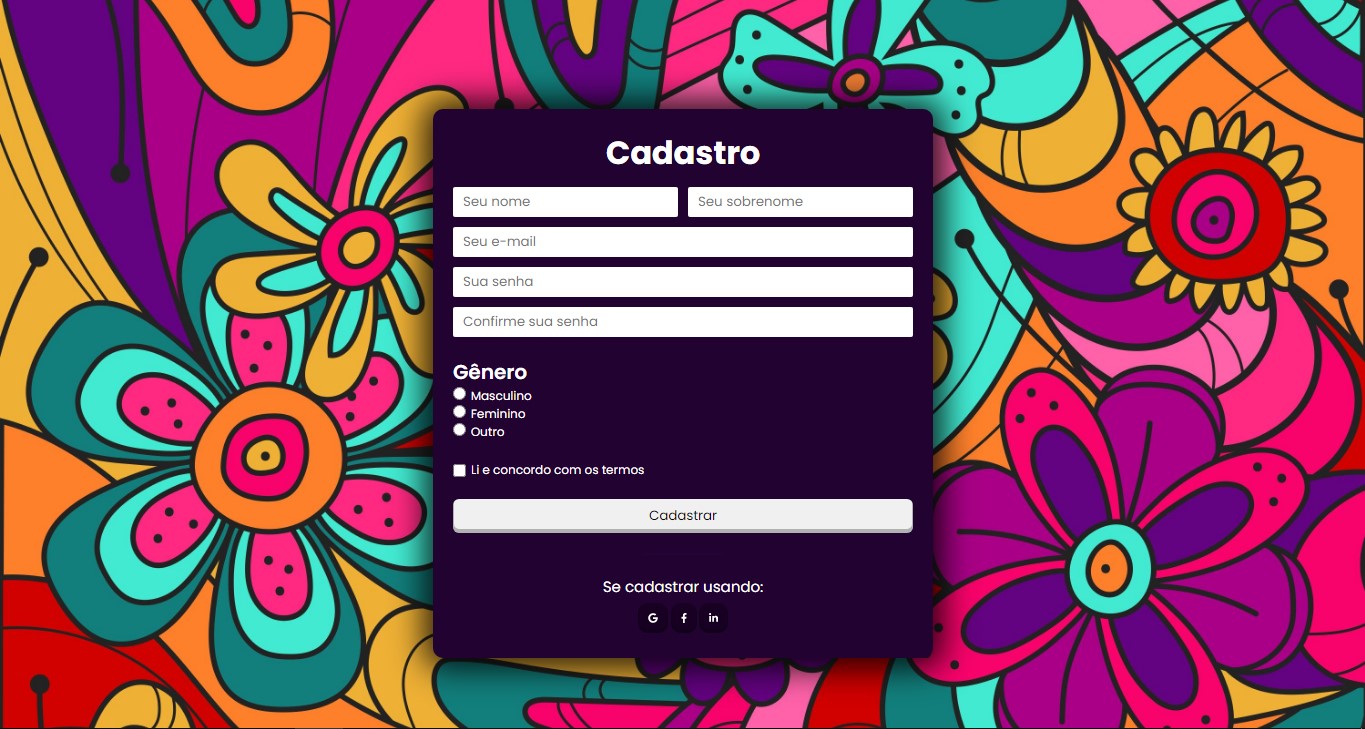 Cadastro
Seu nome Seu sobrenome
Seu e-mail
Sua senha
Confirme sua senha
Gênero
Masculino
Feminino
Outro
Li e concordo com os termos
Cadastrar
Se cadastrar usando:
G f in